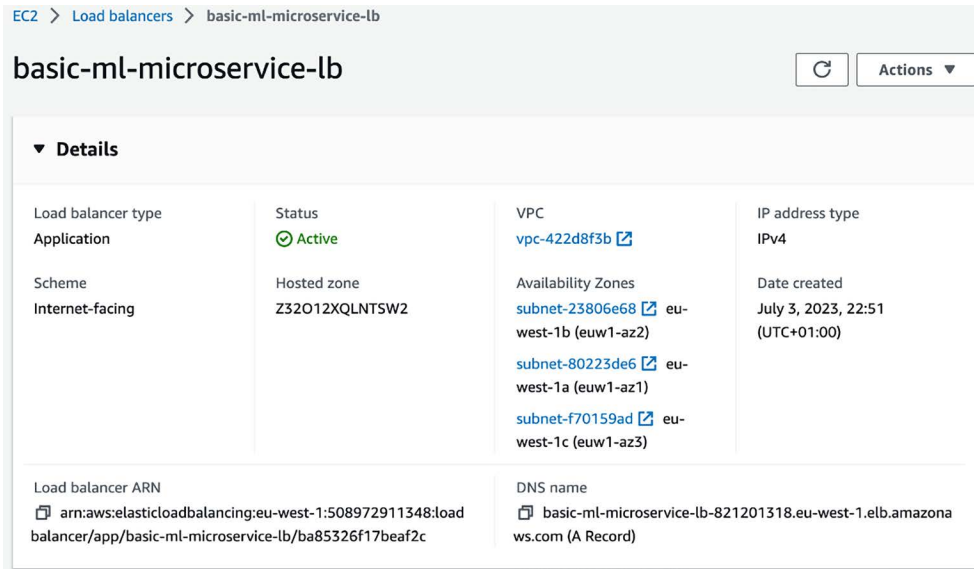 EC2 > Load balancers > basic-ml-microservice-lb
basic-ml-microservice-lb
Actions
Details
Load balancer type
Application
Status
Active
VPC
vpc-422d8f3b
IP address type
IPv4
Scheme
Internet-facing
Hosted zone
Z32O12XQLNTSW2
Availability Zones
subnet-23806e68 eu-
west-1b (euw1-az2)
subnet-80223de6 eu-
west-1a (euw1-az1)
subnet-f70159ad eu-
west-1c (euw1-az3)
Date created
July 3, 2023, 22:51
(UTC+01:00)
Load balancer ARN
arn:aws:elasticloadbalancing:eu-west-1:508972911348:load
balancer/app/basic-ml-microservice-lb/ba85326f17beaf2c
DNS name
basic-ml-microservice-lb-821201318.eu-west-1.elb.amazona
ws.com (A Record)